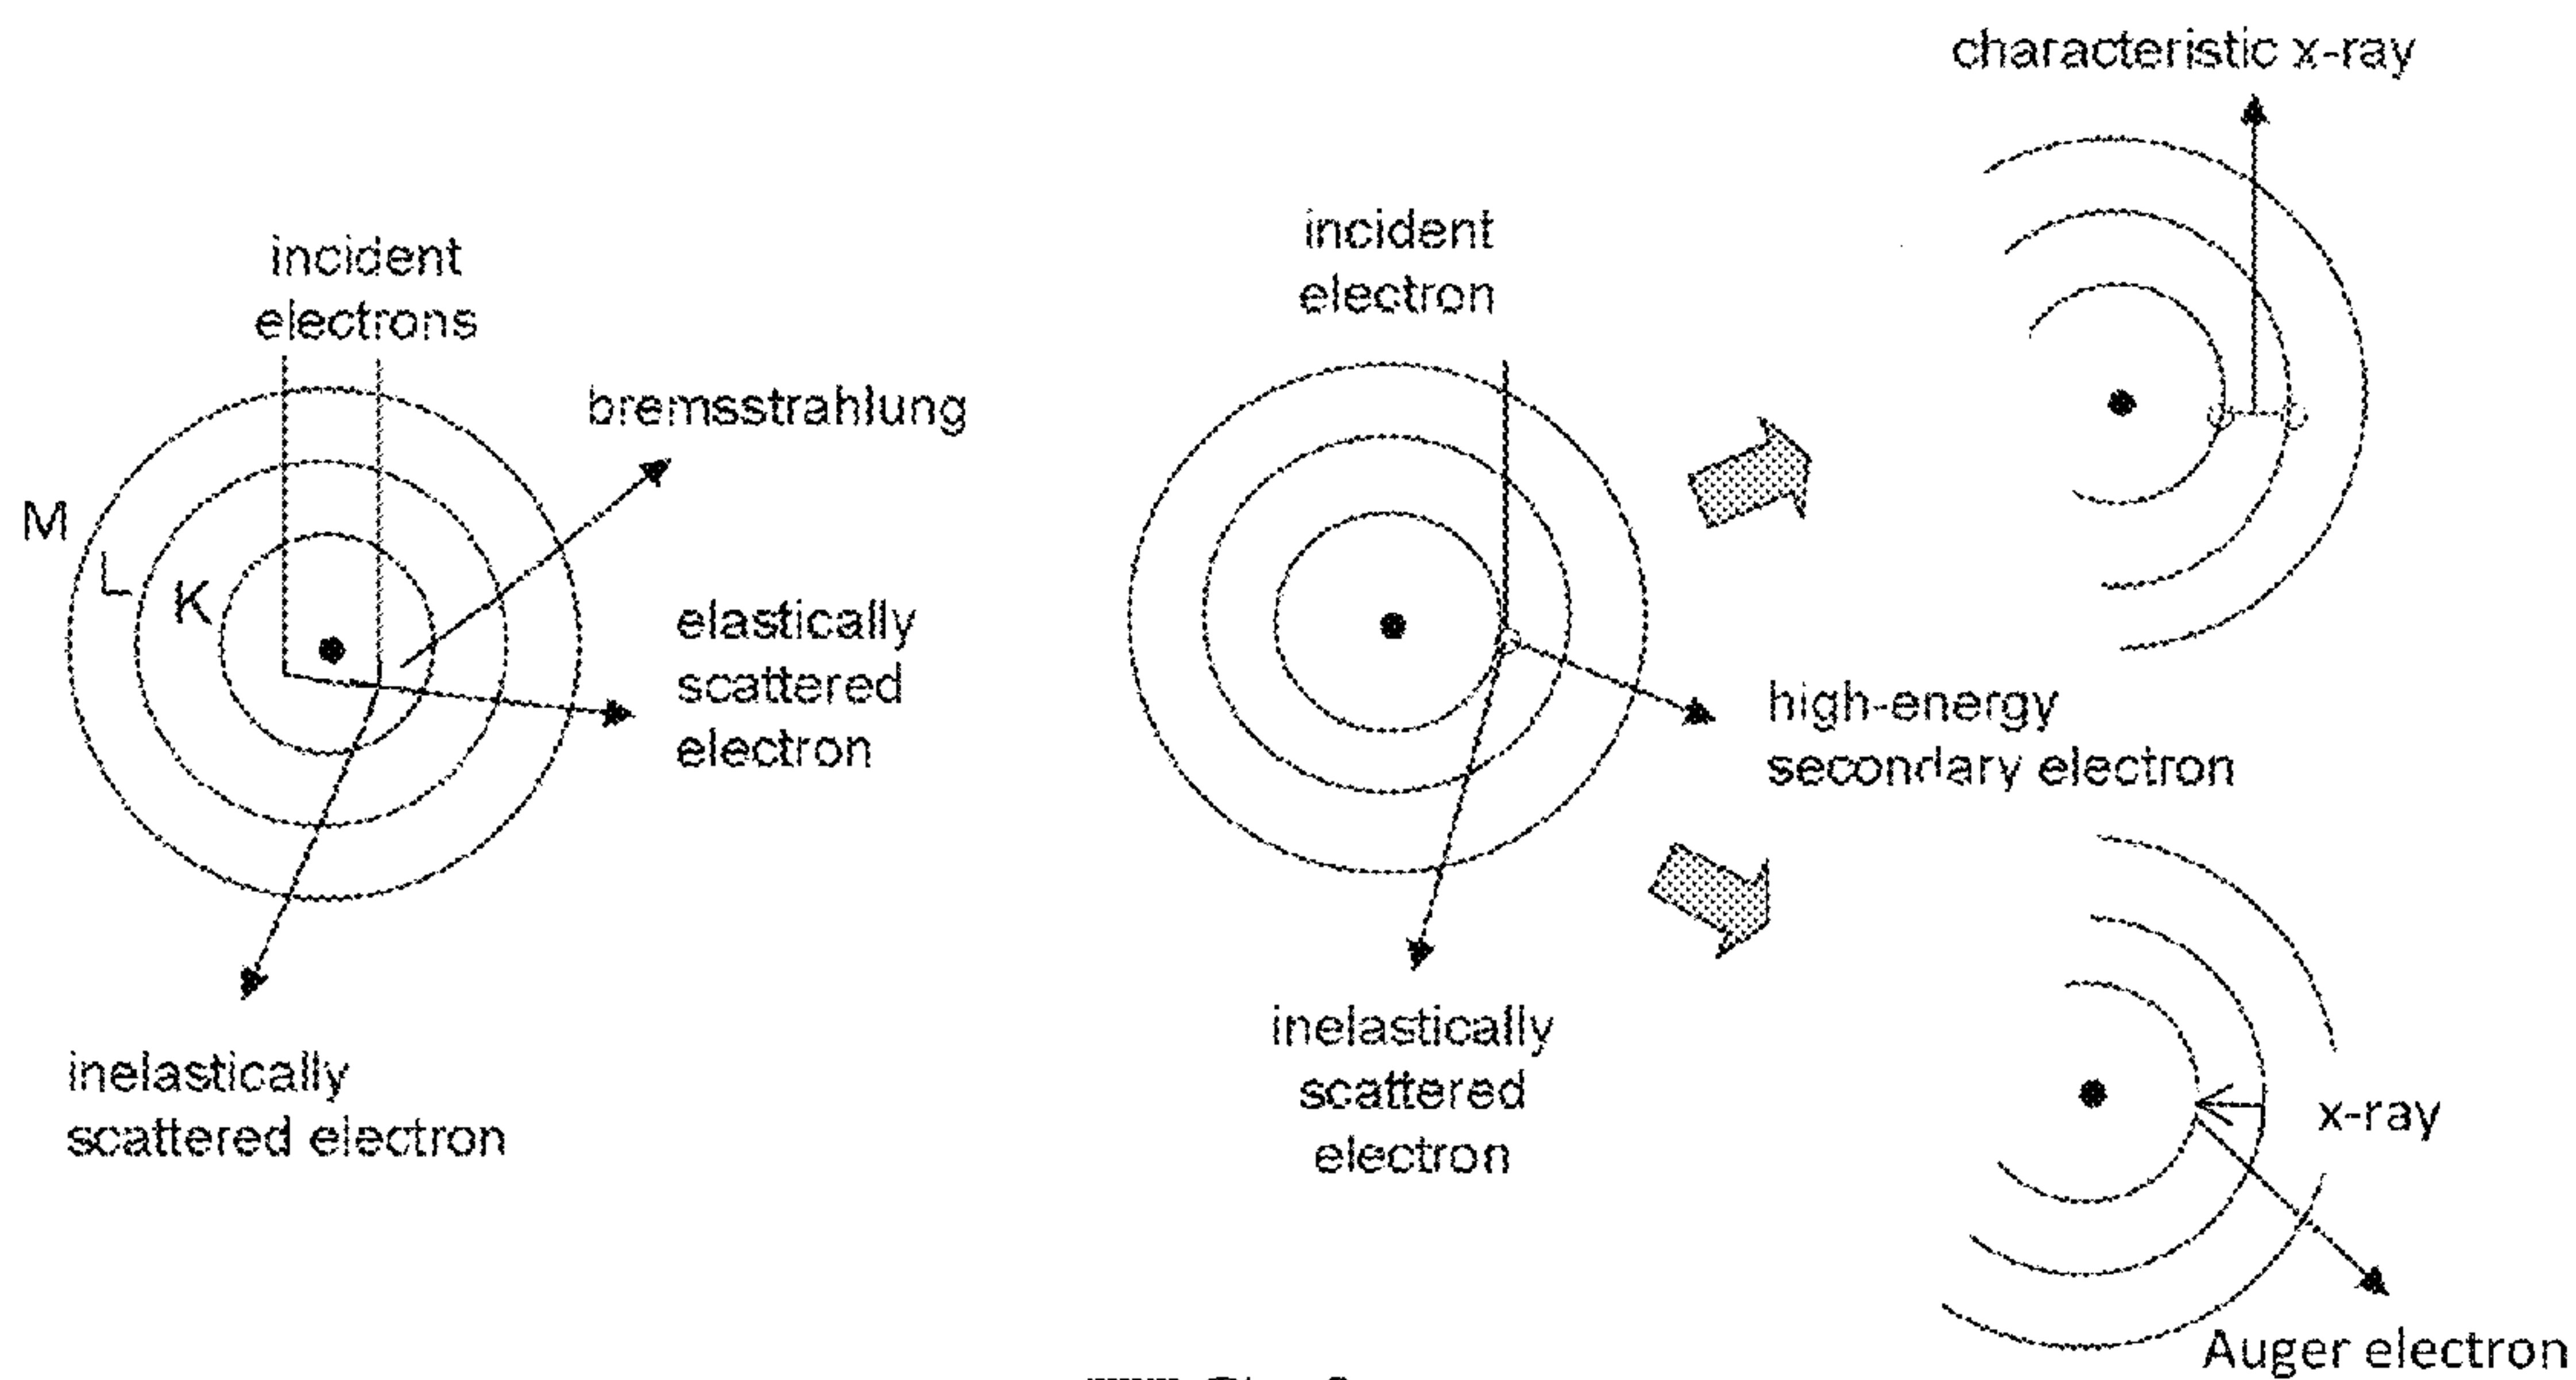 characteristic x-ray
incident
electrons
incident
electron
bremsstrahlung
M
L
K
elastically
scattered
electron
high-energy
secondary electron
inelastically
scattered electron
inelastically
scattered
electron
x-ray
Auger electron